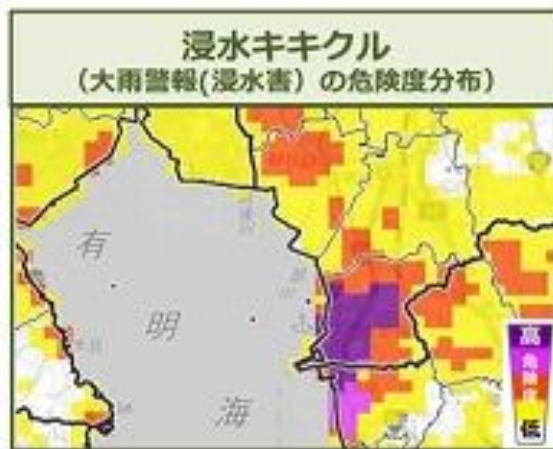 浸水キキクル
（大雨警報(浸水害）の危険度分布）
有
明
海
高
危険度
低